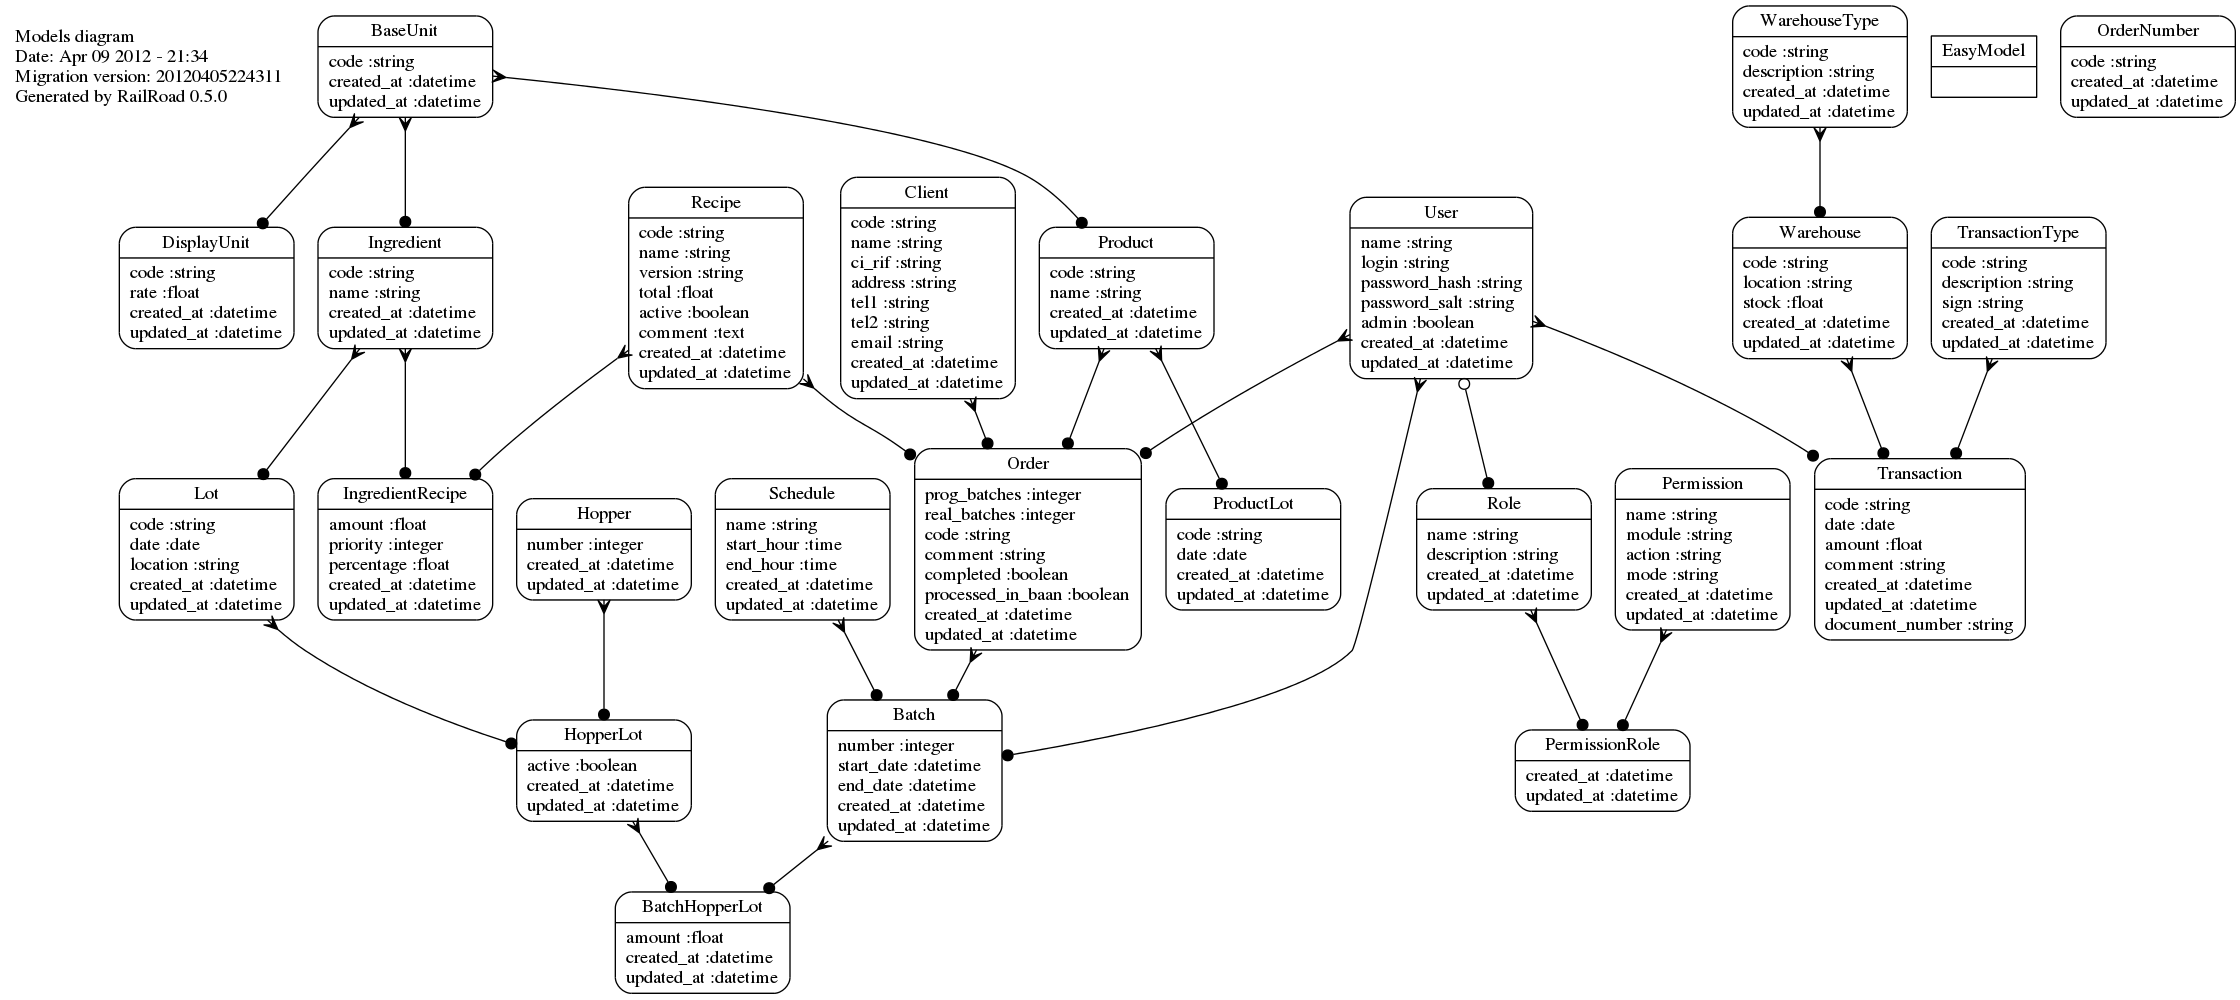 Models diagram
Date: Apr 09 2012 - 21:34
Migration version: 20120405224311
Generated by RailRoad 0.5.0
BaseUnit
code :string
created_at :datetime
updated_at :datetime
WarehouseType
code :string
description :string
created_at :datetime
updated_at :datetime
EasyModel
OrderNumber
code :string
created_at :datetime
updated_at :datetime
DisplayUnit
code :string
rate :float
created_at :datetime
updated_at :datetime
Ingredient
code :string
name :string
created_at :datetime
updated_at :datetime
Recipe
code :string
name :string
version :string
total :float
active :boolean
comment :text
created_at :datetime
updated_at :datetime
Client
code :string
name :string
ci_rif :string
address :string
tel1 :string
tel2 :string
email :string
created_at :datetime
updated_at :datetime
Product
code :string
name :string
created_at :datetime
updated_at :datetime
User
name :string
login :string
password_hash :string
password_salt :string
admin :boolean
created_at :datetime
updated_at :datetime
Warehouse
code :string
location :string
stock :float
created_at :datetime
updated_at :datetime
TransactionType
code :string
description :string
sign :string
created_at :datetime
updated_at :datetime
Lot
code :string
date :date
location :string
created_at :datetime
updated_at :datetime
IngredientRecipe
amount :float
priority :integer
percentage :float
created_at :datetime
updated_at :datetime
Hopper
number :integer
created_at :datetime
updated_at :datetime
Schedule
name :string
start_hour :time
end_hour :time
created_at :datetime
updated_at :datetime
Order
prog_batches :integer
real_batches :integer
code :string
comment :string
completed :boolean
processed_in_baan :boolean
created_at :datetime
updated_at :datetime
ProductLot
code :string
date :date
created_at :datetime
updated_at :datetime
Role
name :string
description :string
created_at :datetime
updated_at :datetime
Permission
name :string
module :string
action :string
mode :string
created_at :datetime
updated_at :datetime
Transaction
code :string
date :date
amount :float
comment :string
created_at :datetime
updated_at :datetime
document_number :string
HopperLot
active :boolean
created_at :datetime
updated_at :datetime
Batch
number :integer
start_date :datetime
end_date :datetime
created_at :datetime
updated_at :datetime
PermissionRole
created_at :datetime
updated_at :datetime
BatchHopperLot
amount :float
created_at :datetime
updated_at :datetime